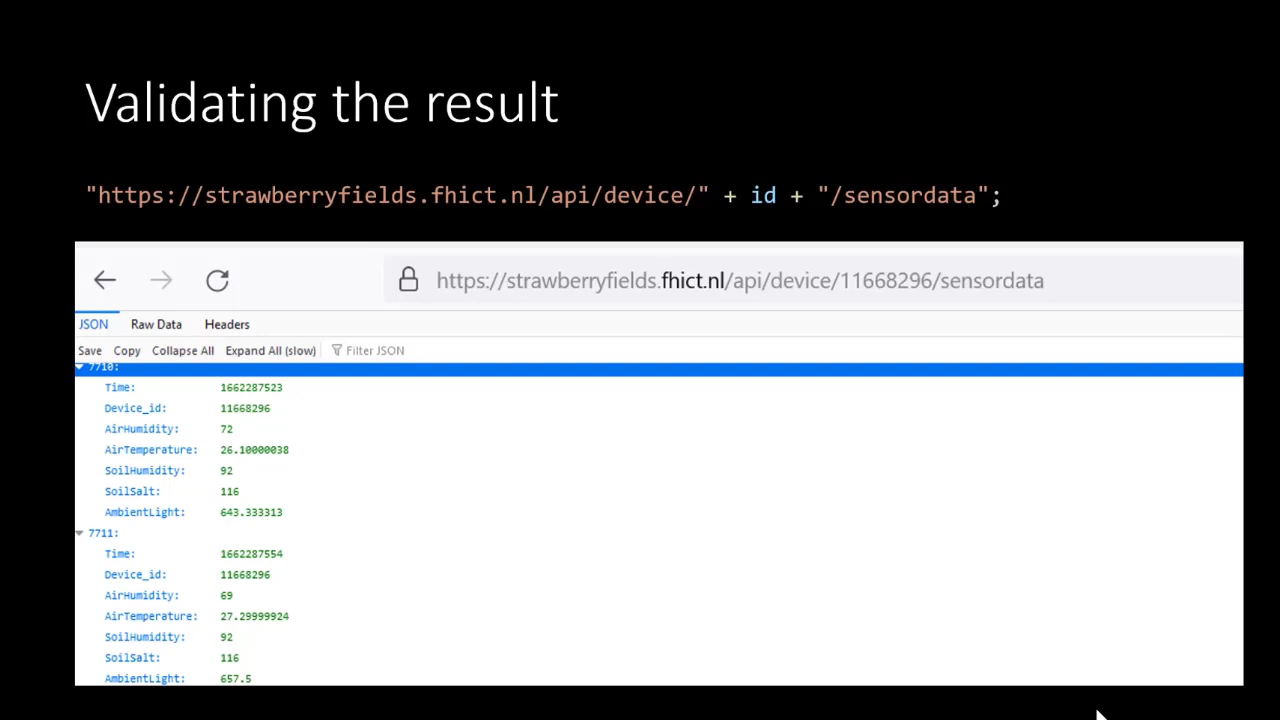 Validating the result
"https://strawberryfields.fhict.nl/api/device/" + id + "/sensordata";
https://strawberryfields.fhict.nl/api/device/11668296/sensordata
JSON Raw Data Headers
Save Copy Collapse All Expand All (slow) Filter JSON
7710:
Time: 1662287523
Device_id: 11668296
AirHumidity: 72
AirTemperature: 26.10000038
SoilHumidity: 92
SoilSalt: 116
AmbientLight: 643.333313
7711:
Time: 1662287554
Device_id: 11668296
AirHumidity: 69
AirTemperature: 27.29999924
SoilHumidity: 92
SoilSalt: 116
AmbientLight: 657.5